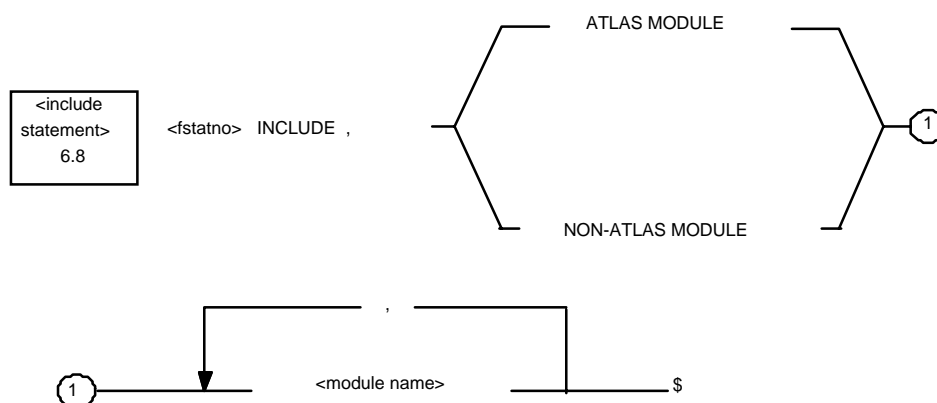 ATLAS MODULE
<include
statement>
6.8
<fstatno> INCLUDE ,
1
NON-ATLAS MODULE
,
1
<module name>
$